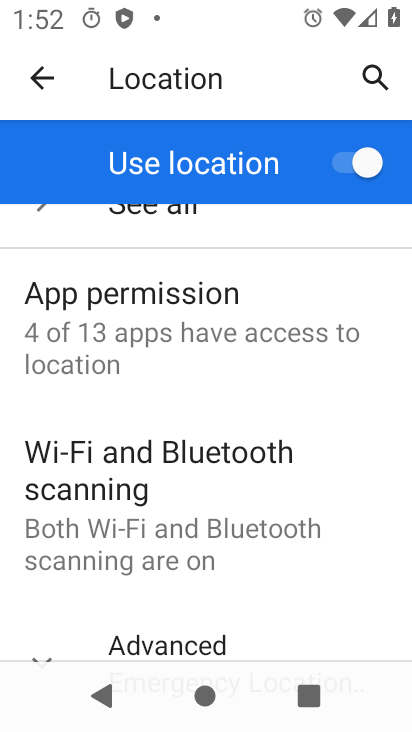 1:52
Location
Use location
See all
App permission
4 of 13 apps have access to
location
Wi-Fi and Bluetooth
scanning
Both Wi-Fi and Bluetooth
scanning are on
Advanced
Emergency Location..